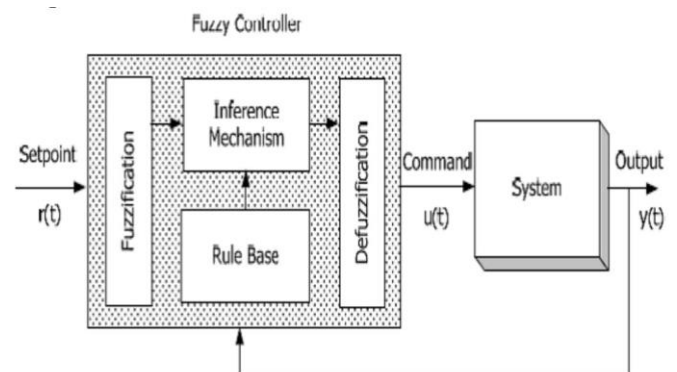 Fuzzy Controller
Setpoint
r(t)
Fuzzification
Inference
Mechanism
Rule Base
Defuzzification
Command
u(t)
System
Output
y(t)